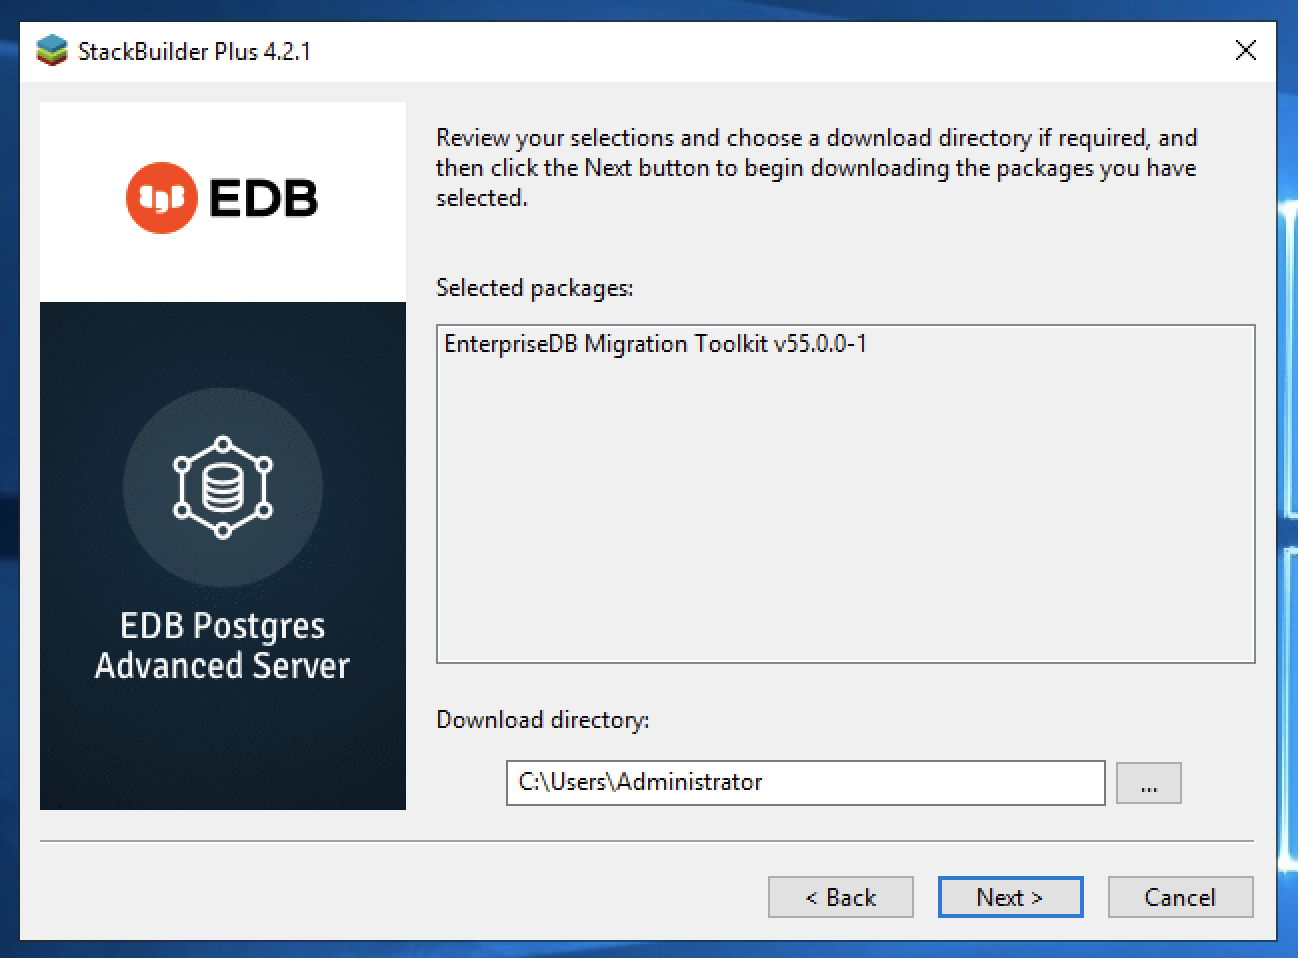 StackBuilder Plus 4.2.1
EDB
EDB Postgres
Advanced Server
Review your selections and choose a download directory if required, and
then click the Next button to begin downloading the packages you have
selected.
Selected packages:
EnterpriseDB Migration Toolkit v55.0.0-1
Download directory:
C:\Users\Administrator
...
< Back
Next >
Cancel